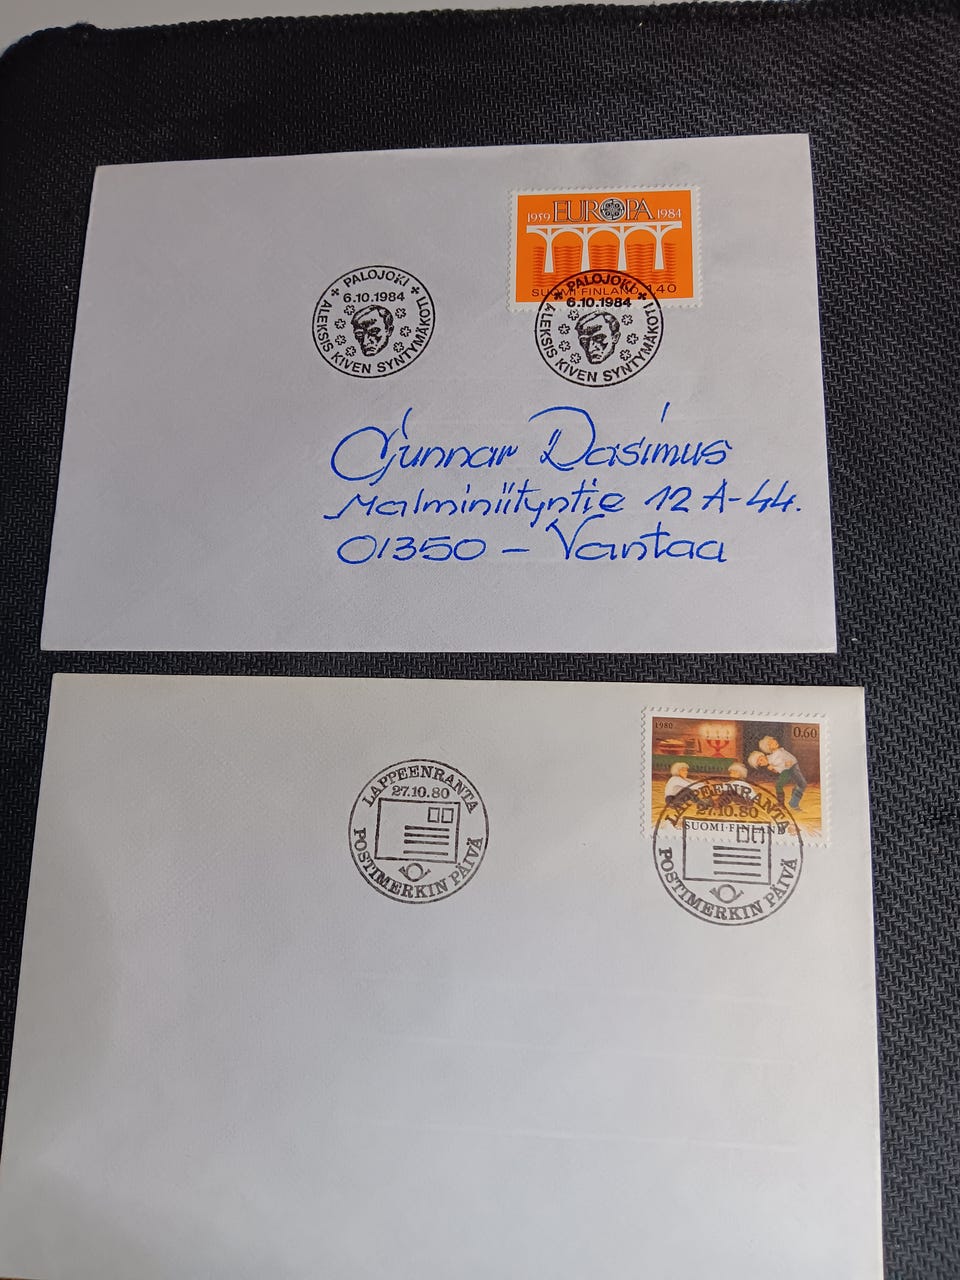 1959 EUROPA 1984
SUOMI·FINLAND 1,40
PALOJOKI
6.10.1984
ALEKSIS KIVEN SYNTYMÄKOTI
PALOJOKI
6.10.1984
ALEKSIS KIVEN SYNTYMÄKOTI
Gunnar Dasimus
Malminiityntie 12 A-44.
01350 - Vantaa
1980 0.60
SUOMI·FINLAND
LAPPEENRANTA
27.10.80
POSTIMERKIN PÄIVÄ
LAPPEENRANTA
27.10.80
POSTIMERKIN PÄIVÄ